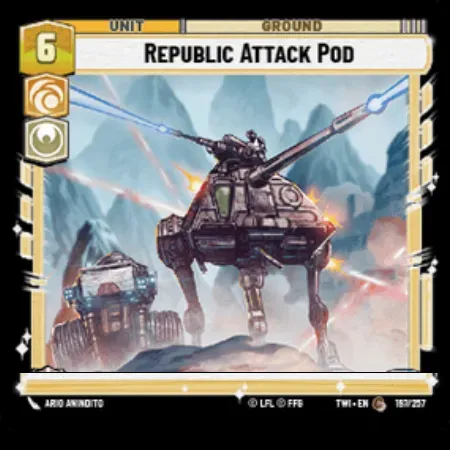 UNIT
GROUND
6
REPUBLIC ATTACK POD
ARIO ANINDITO
© LFL © FFG
TWI • EN